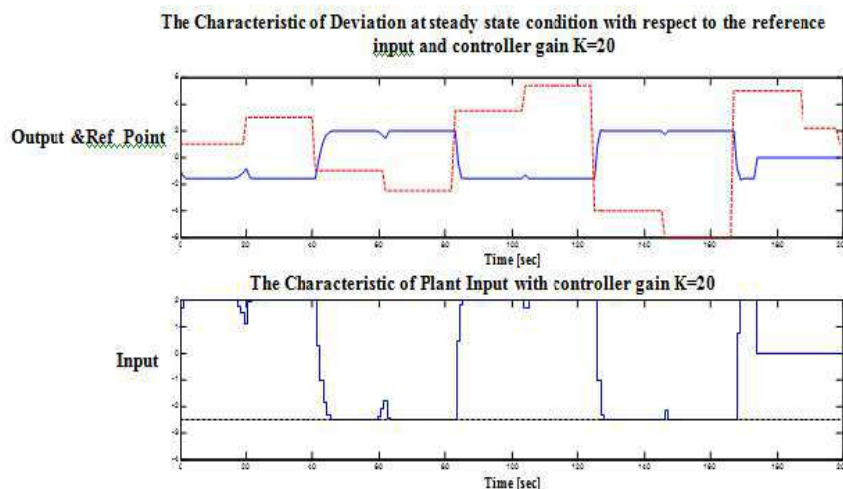 The Characteristic of Deviation at steady state condition with respect to the reference
input and controller gain K=20
Output &Ref Point
Time [sec]
The Characteristic of Plant Input with controller gain K=20
Input
Time [sec]